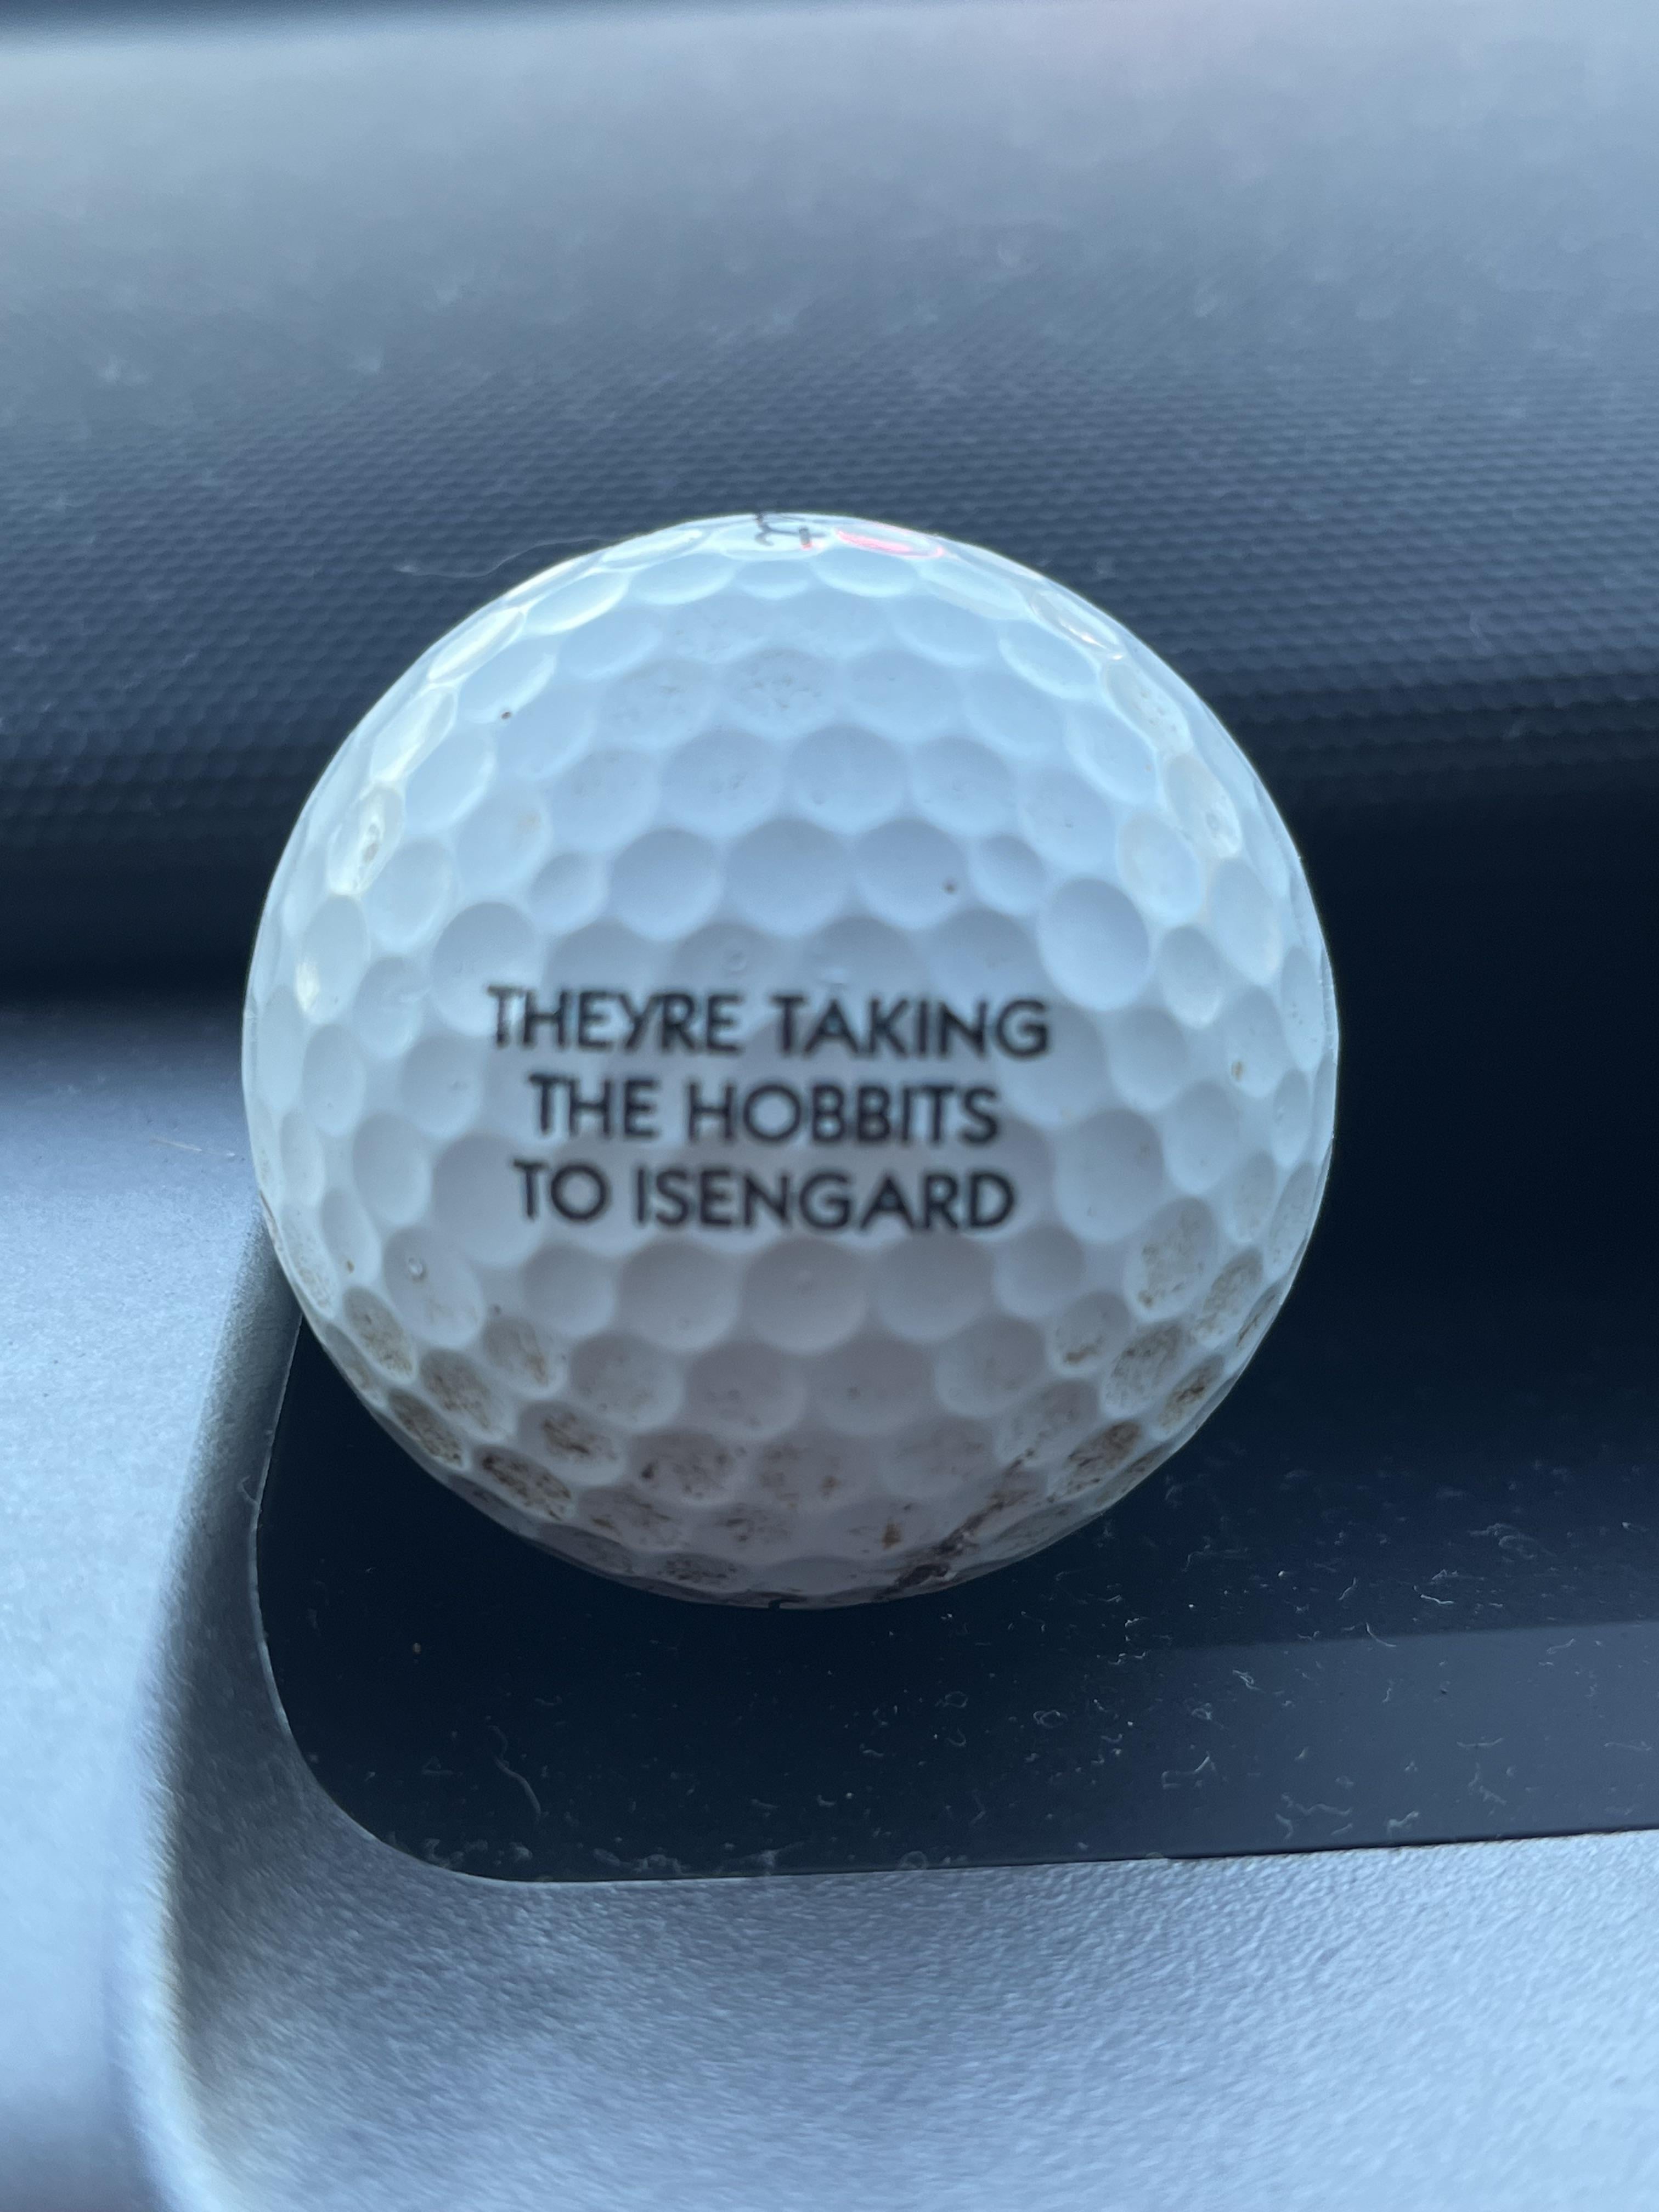 THEYRE TAKING
THE HOBBITS
TO ISENGARD